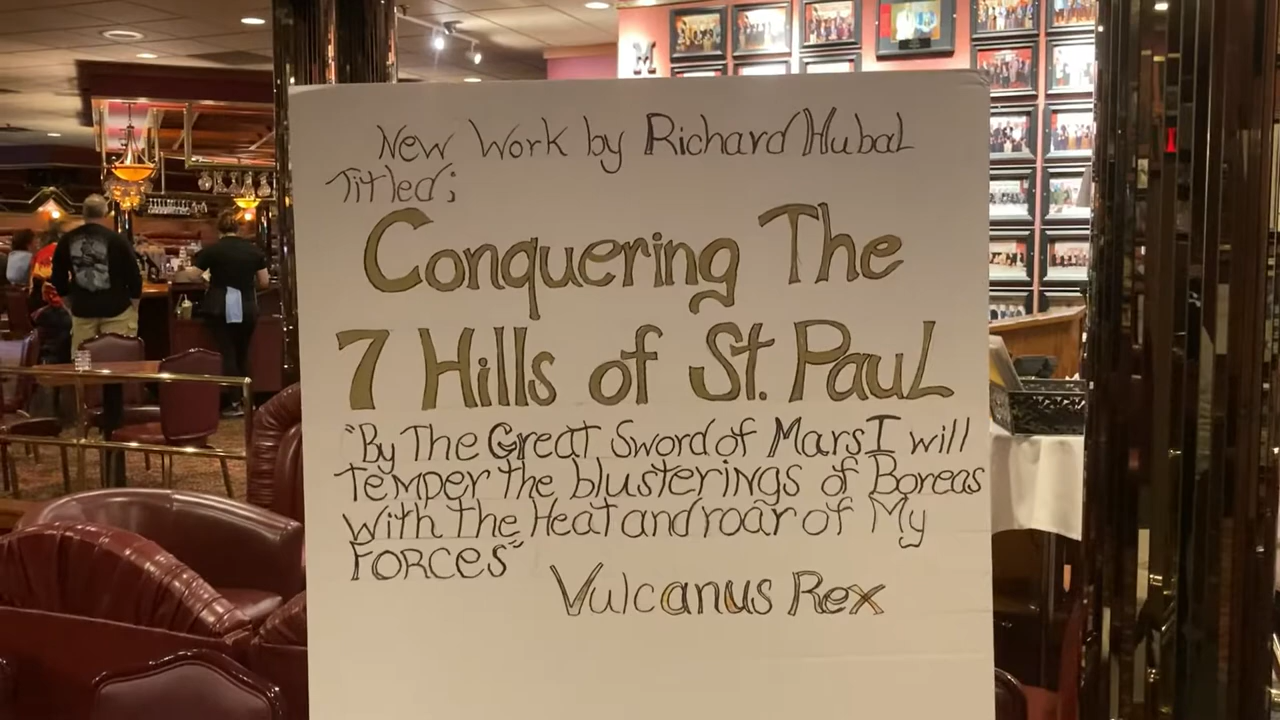 New Work by Richard Hubal
Titled:
Conquering The
7 Hills of St. Paul
"By The Great Sword of Mars I will
Temper the blusterings of Boreas
With the Heat and roar of My
Forces"
Vulcanus Rex
M